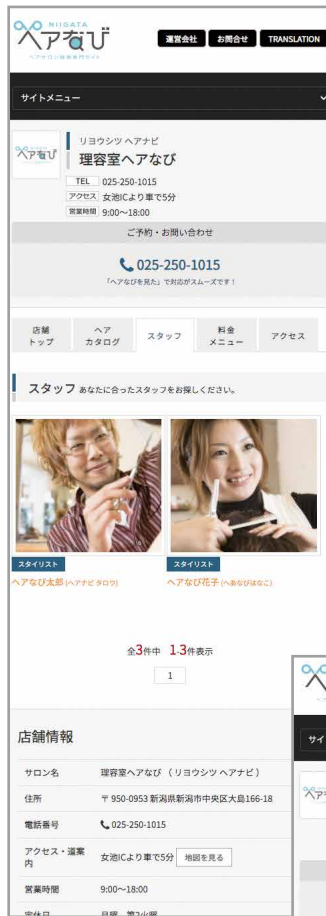 NIIGATA
ヘアなび
運営会社 お問合せ TRANSLATION
サイトメニュー
ヘアなび
リヨウシツ ヘアナビ
理容室ヘアなび
TEL 025-250-1015
アクセス 女池ICより車で5分
営業時間 9:00～18:00
ご予約・お問い合わせ
025-250-1015
「ヘアなびを見た」で対応がスムーズです！
店舗トップ ヘアカタログ スタッフ 料金メニュー アクセス
スタッフ あなたに合ったスタッフをお探しください。
スタイリスト スタイリスト
ヘアなび太郎 (ヘアナビ タロウ) ヘアなび花子 (へあなびはなこ)
全3件中 1-3件表示
1
店舗情報
サロン名 理容室ヘアなび （ リヨウシツ ヘアナビ ）
住所 〒950-0953 新潟県新潟市中央区大島166-18
電話番号 025-250-1015
アクセス・道案内 女池ICより車で5分 地図を見る
営業時間 9:00～18:00
定休日 月曜、第2火曜